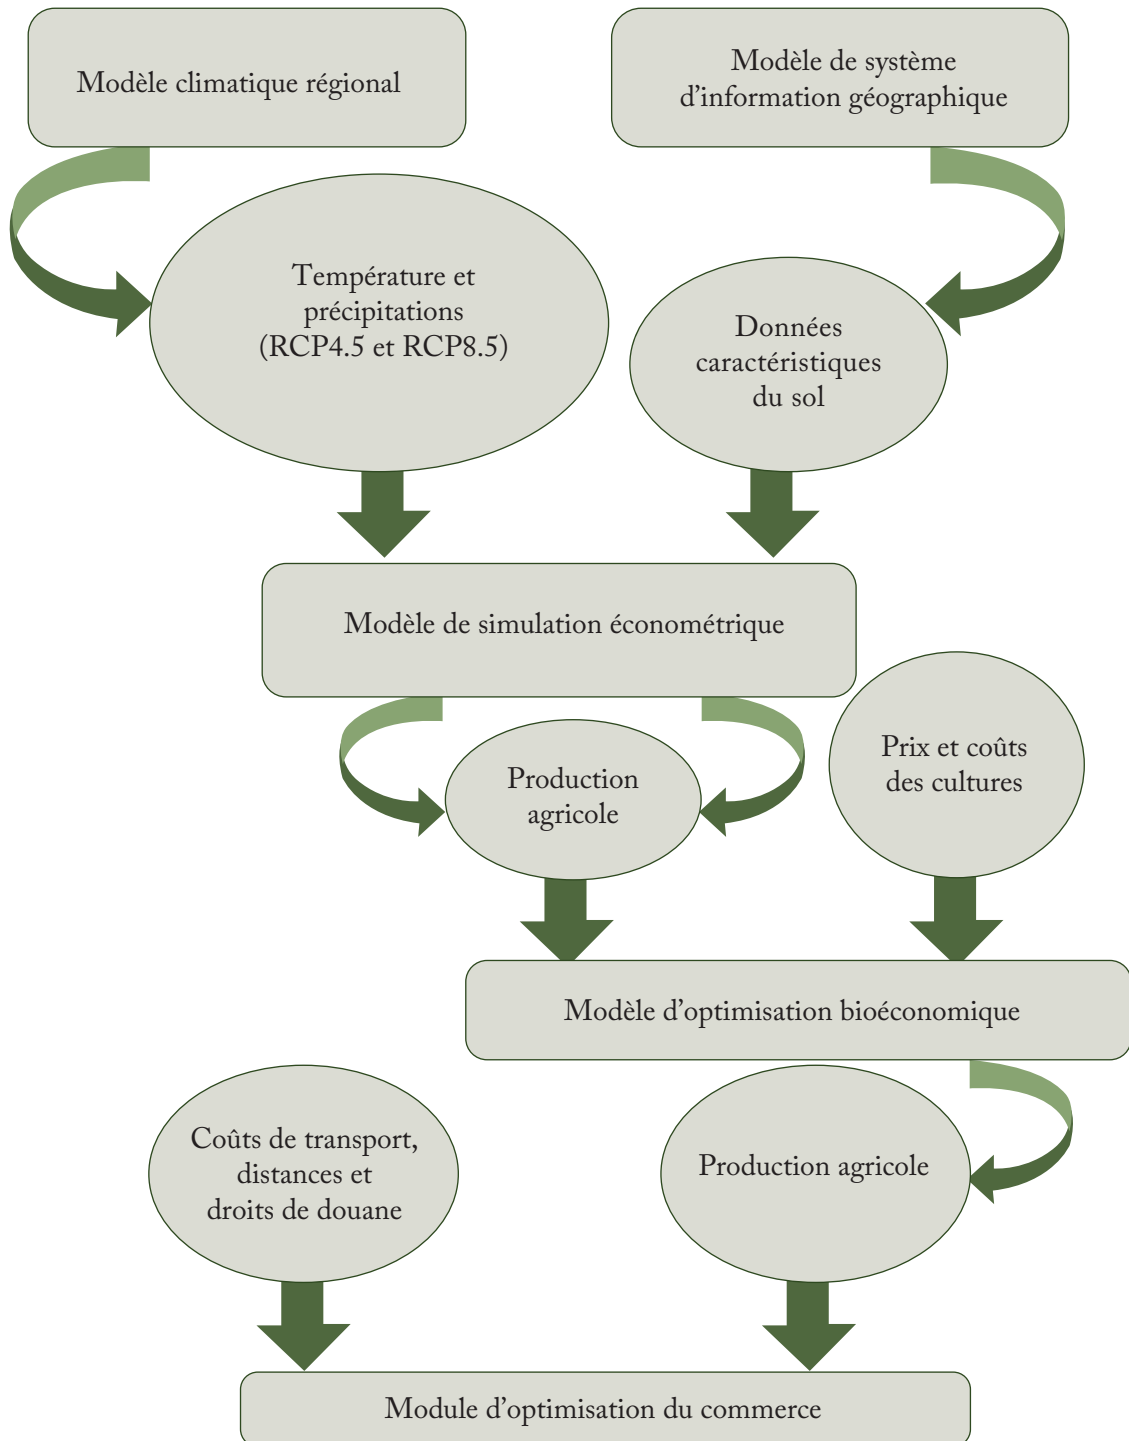 Modèle climatique régional
Modèle de système
d'information géographique
Température et
précipitations
(RCP4.5 et RCP8.5)
Données
caractéristiques
du sol
Modèle de simulation économétrique
Production
agricole
Prix et coûts
des cultures
Modèle d'optimisation bioéconomique
Coûts de transport,
distances et
droits de douane
Production agricole
Module d'optimisation du commerce